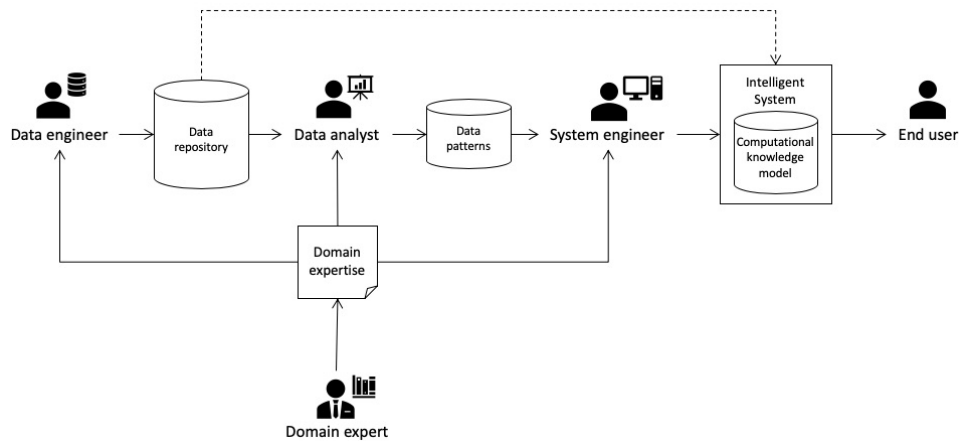 Intelligent
System
Data engineer
Data
repository
Data analyst
Data
patterns
System engineer
Computational
knowledge
model
End user
Domain
expertise
Domain expert